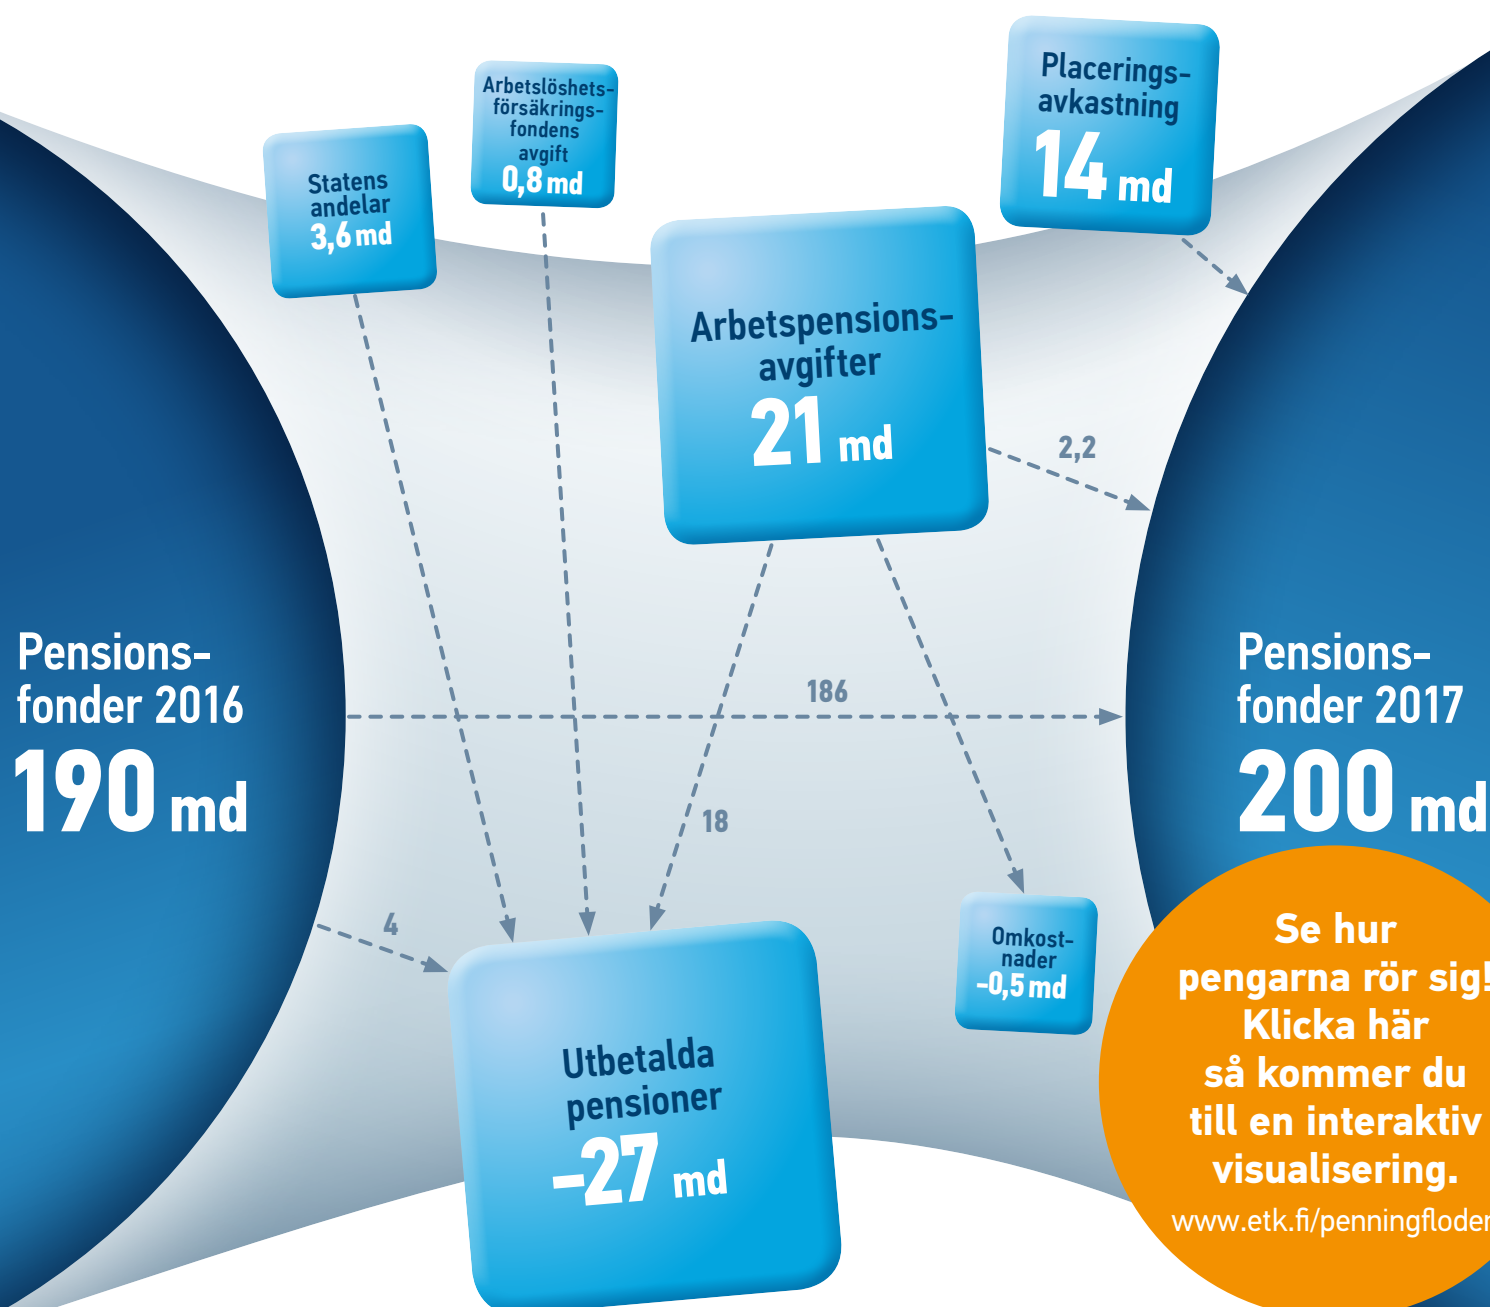 Placerings-
avkastning
14 md
Arbetslöshets-
försäkrings-
fondens
avgift
0,8 md
Statens
andelar
3,6 md
Arbetspensions-
avgifter
21 md
2,2
Pensions-
fonder 2016
190 md
186
18
4
Pensions-
fonder 2017
200 md
Omkost-
nader
-0,5 md
Utbetalda
pensioner
-27 md
Se hur
pengarna rör sig!
Klicka här
så kommer du
till en interaktiv
visualisering.
www.etk.fi/penningfloden